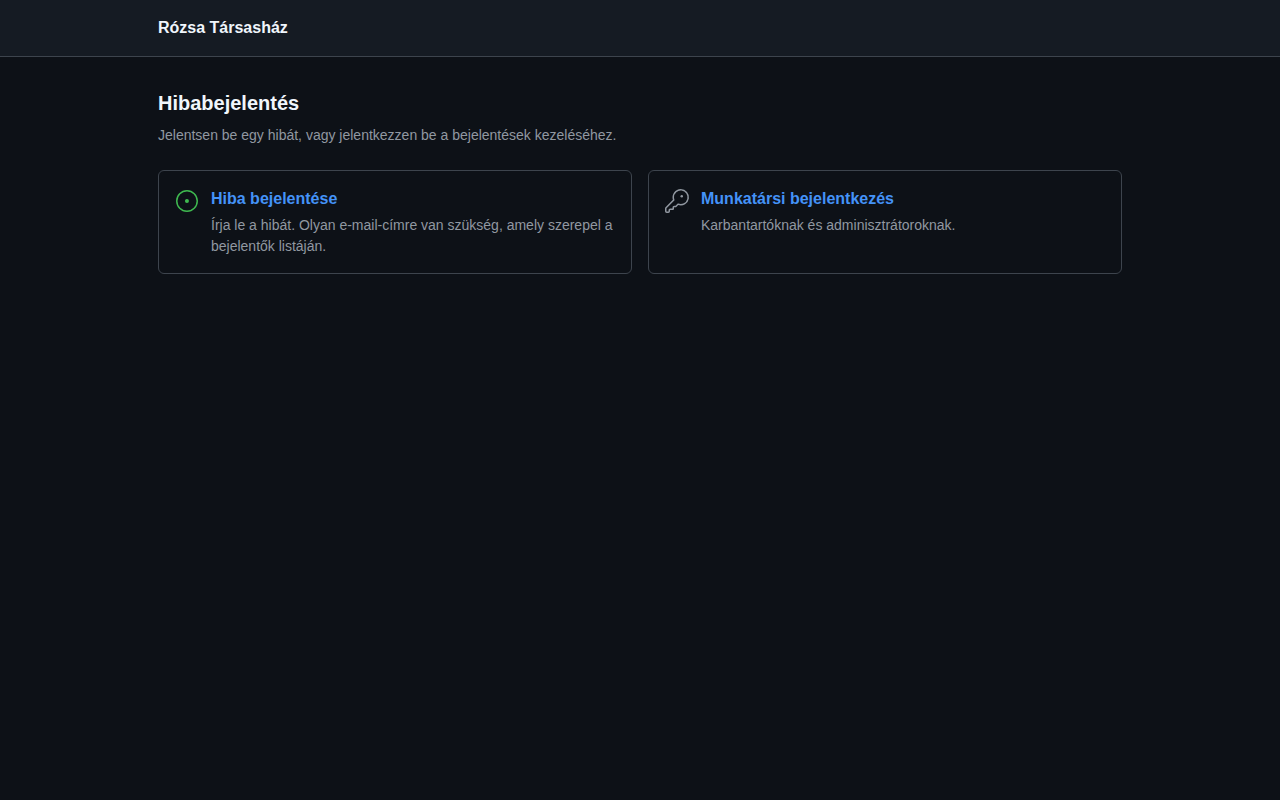 Rózsa Társasház
Hibabejelentés
Jelentsen be egy hibát, vagy jelentkezzen be a bejelentések kezeléséhez.
Hiba bejelentése
Írja le a hibát. Olyan e-mail-címre van szükség, amely szerepel a
bejelentők listáján.
Munkatársi bejelentkezés
Karbantartóknak és adminisztrátoroknak.